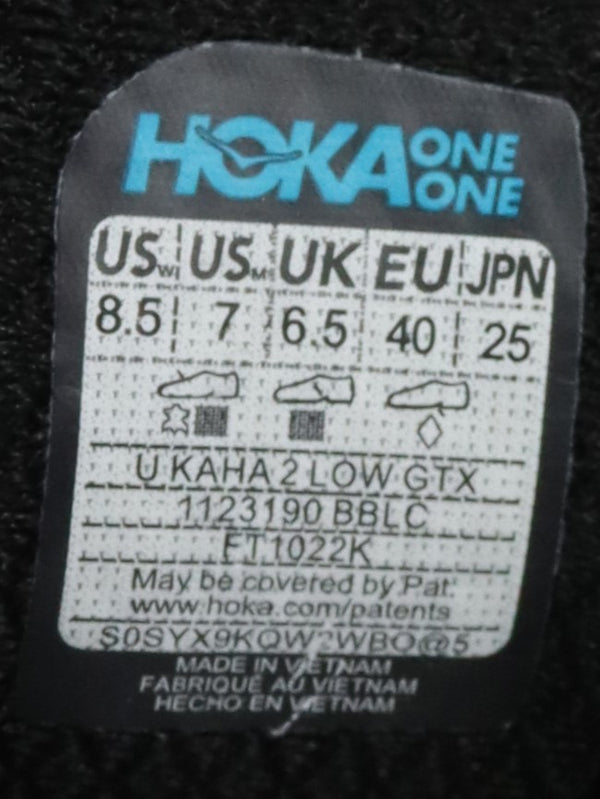 HOKA ONE ONE
USW USM UK EU JPN
8.5 7 6.5 40 25
U KAHA 2 LOW GTX
1123190 BBLC
FT1022K
May be covered by Pat.
www.hoka.com/patents
S0SYX9KQW2WBO@5
MADE IN VIETNAM
FABRIQUÉ AU VIETNAM
HECHO EN VIETNAM